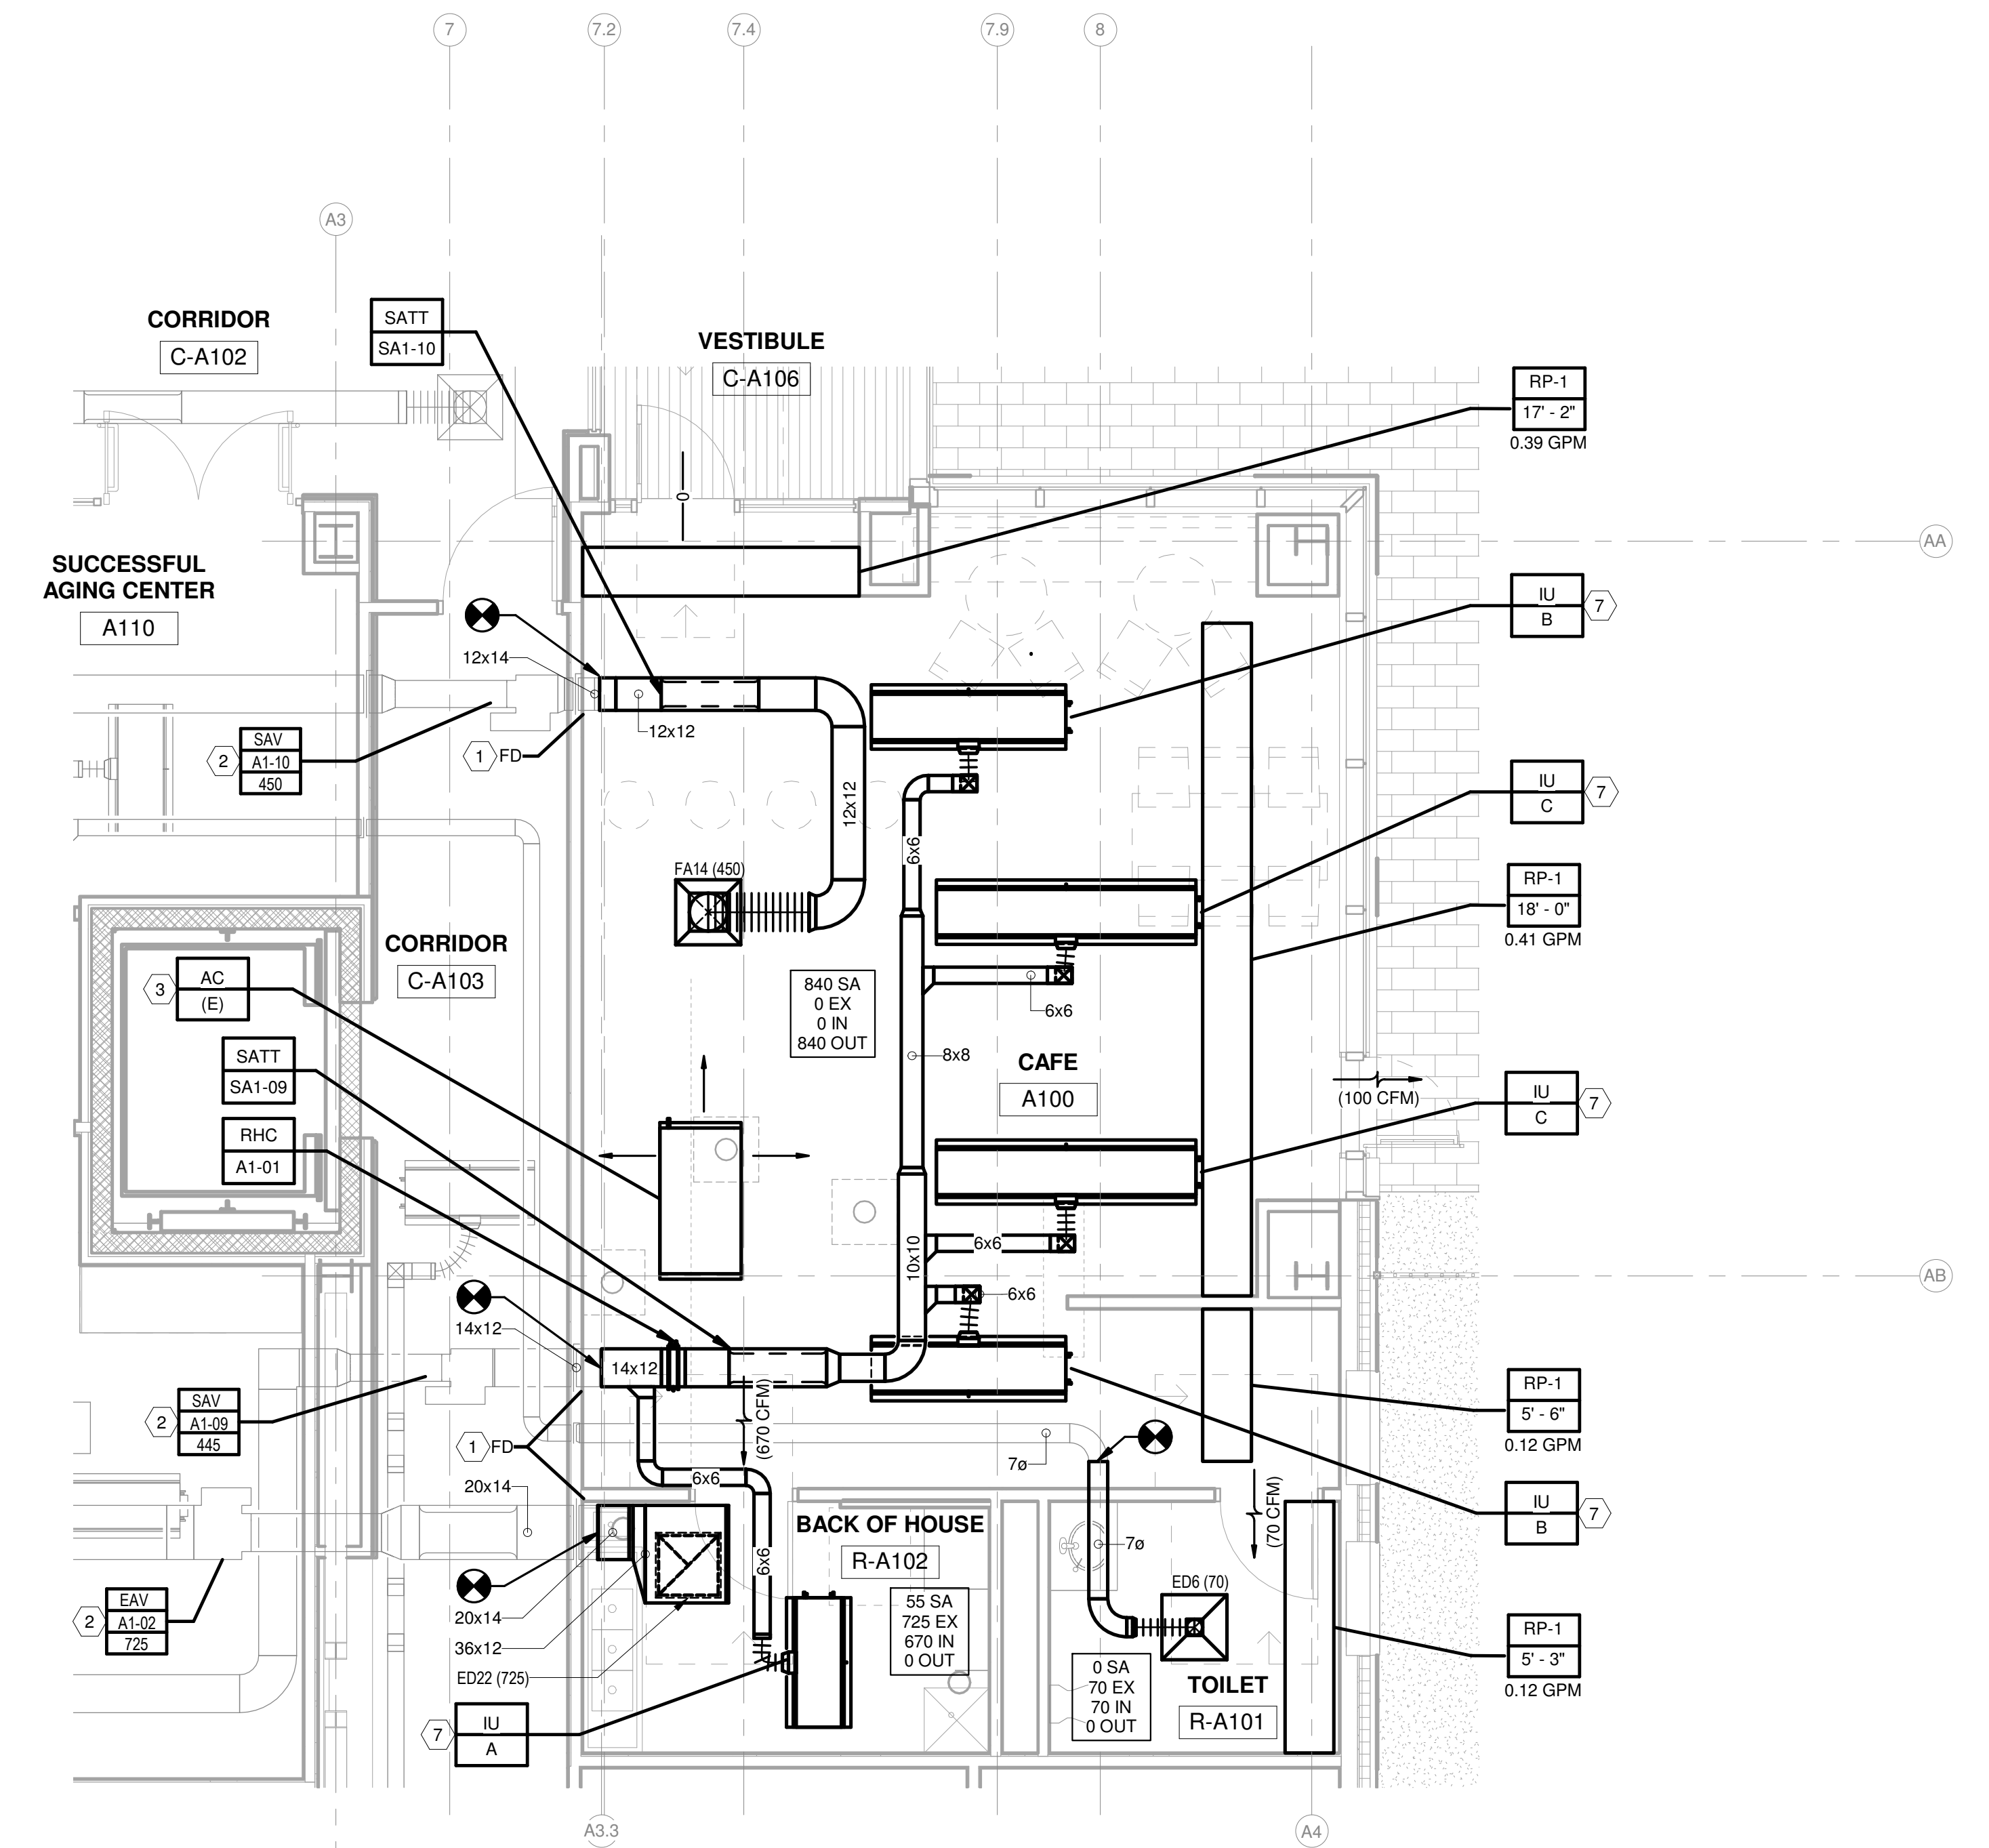 7
7.2
7.4
7.9
8
A3
CORRIDOR
C-A102
SATT
SA1-10
VESTIBULE
C-A106
RP-1
17' - 2"
0.39 GPM
0
AA
SUCCESSFUL
AGING CENTER
A110
IU
B
7
12x14
12x12
SAV
A1-10
450
2
1
FD
12x12
6x6
IU
C
7
FA14 (450)
RP-1
18' - 0"
0.41 GPM
CORRIDOR
C-A103
AC
(E)
3
840 SA
0 EX
0 IN
840 OUT
6x6
8x8
CAFE
A100
SATT
SA1-09
(100 CFM)
IU
C
7
RHC
A1-01
10x10
6x6
6x6
AB
14x12
14x12
(670 CFM)
RP-1
5' - 6"
0.12 GPM
SAV
A1-09
445
2
1
FD
7ø
6x6
20x14
(70 CFM)
IU
B
7
BACK OF HOUSE
R-A102
6x6
7ø
ED6 (70)
EAV
A1-02
725
2
20x14
36x12
ED22 (725)
55 SA
725 EX
670 IN
0 OUT
RP-1
5' - 3"
0.12 GPM
0 SA
70 EX
70 IN
0 OUT
TOILET
R-A101
IU
A
7
A3.3
A4